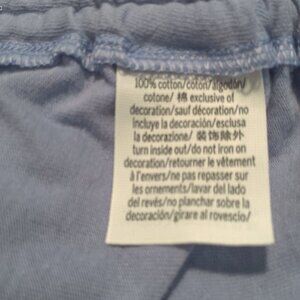 100% cotton/coton/algodón/
cotone/ 棉 exclusive of
decoration/sauf décoration/no
incluye la decoración/esclusa
la decorazione/ 装饰除外
turn inside out/do not iron on
decoration/retourner le vêtement
à l'envers/ne pas repasser sur
les ornements/lavar del lado
del revés/no planchar sobre la
decoración/girare al rovescio/